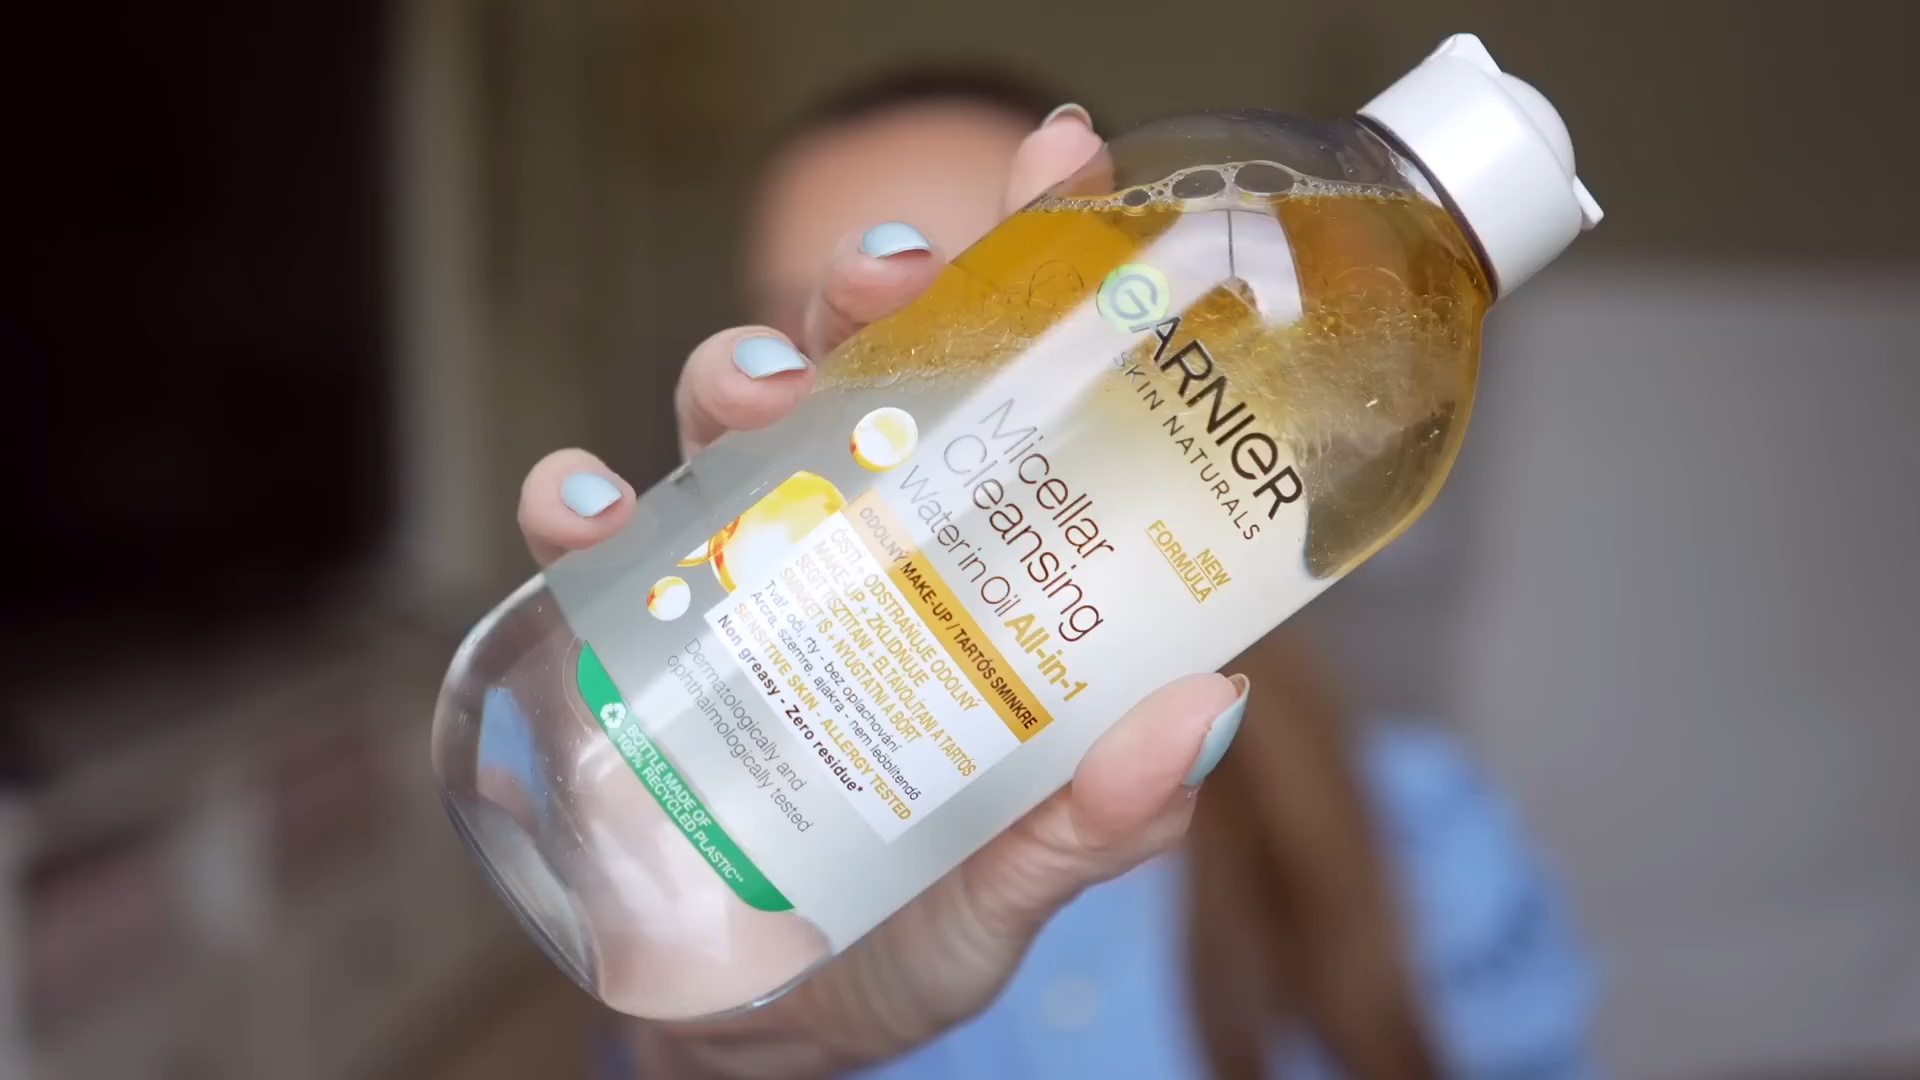 GARNIER
SKIN NATURALS
NEW
FORMULA
Micellar
Cleansing
Water in Oil All-in-1
ODOLNÝ MAKE-UP / TARTÓS SMINKRE
ČISTÍ + ODSTRAŇUJE ODOLNÝ
MAKE-UP + ZKLIDŇUJE
SEGÍT TISZTÍTANI + ELTÁVOLÍTANI A TARTÓS
SMINKET IS + NYUGTATNI A BŐRT
Tvář, oči, rty - bez oplachování
Arcra, szemre, ajakra - nem leöblítendő
SENSITIVE SKIN - ALLERGY TESTED
Non greasy - Zero residue*
Dermatologically and
ophthalmologically tested
BOTTLE MADE OF
100% RECYCLED PLASTIC**